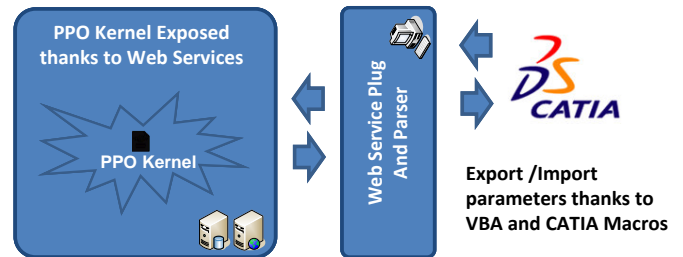 PPO Kernel Exposed
thanks to Web Services
PPO Kernel
Web Service Plug
And Parser
DS
CATIA
Export /Import
parameters thanks to
VBA and CATIA Macros